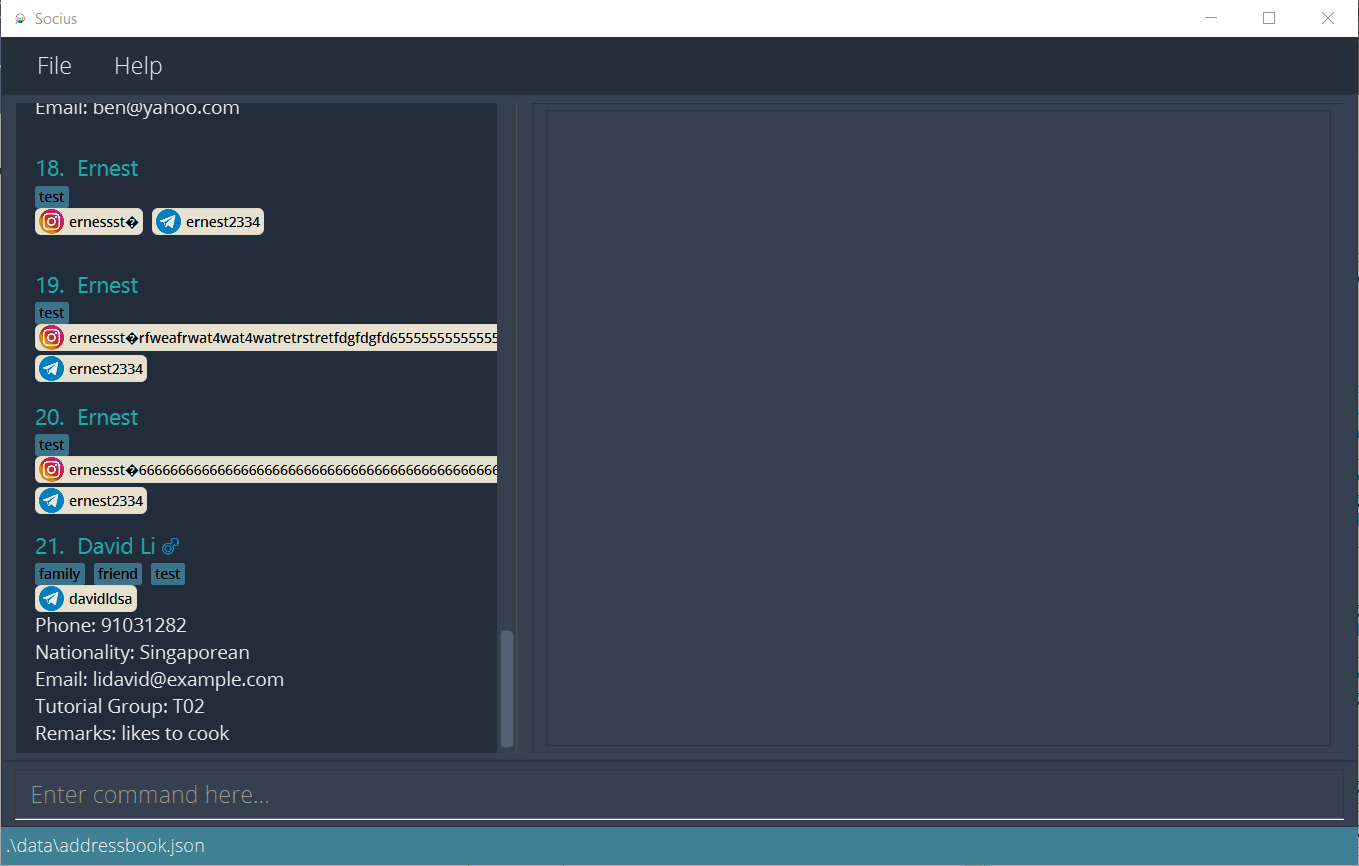 Socius
File Help
Email: ben@yahoo.com
18. Ernest
test
ernessst� ernest2334
19. Ernest
test
ernessst�rfweafrwat4wat4watretrstretfdgfdgfd65555555555555
ernest2334
20. Ernest
test
ernessst�6666666666666666666666666666666666666666666666
ernest2334
21. David Li
family friend test
davidldsa
Phone: 91031282
Nationality: Singaporean
Email: lidavid@example.com
Tutorial Group: T02
Remarks: likes to cook
Enter command here...
.\data\addressbook.json